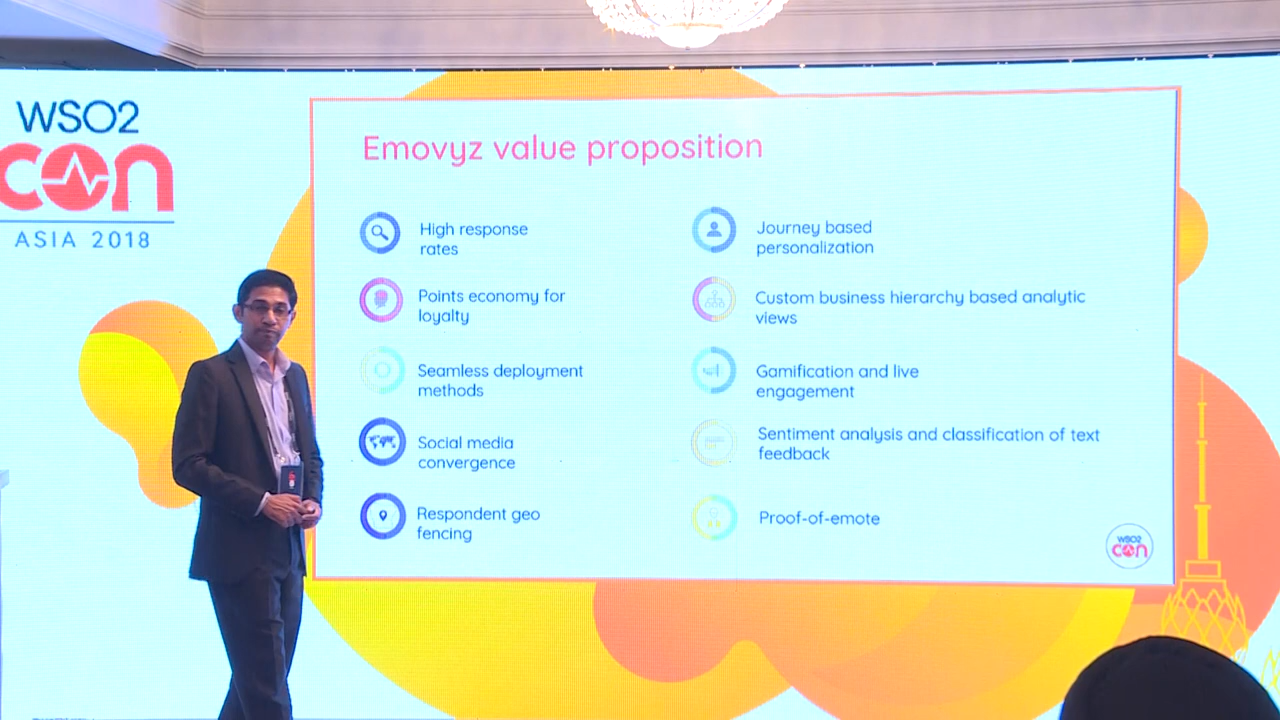 WSO2
con
ASIA 2018
Emovyz value proposition
High response
rates
Points economy for
loyalty
Seamless deployment
methods
Social media
convergence
Respondent geo
fencing
Journey based
personalization
Custom business hierarchy based analytic
views
Gamification and live
engagement
Sentiment analysis and classification of text
feedback
Proof-of-emote
WSO2
con